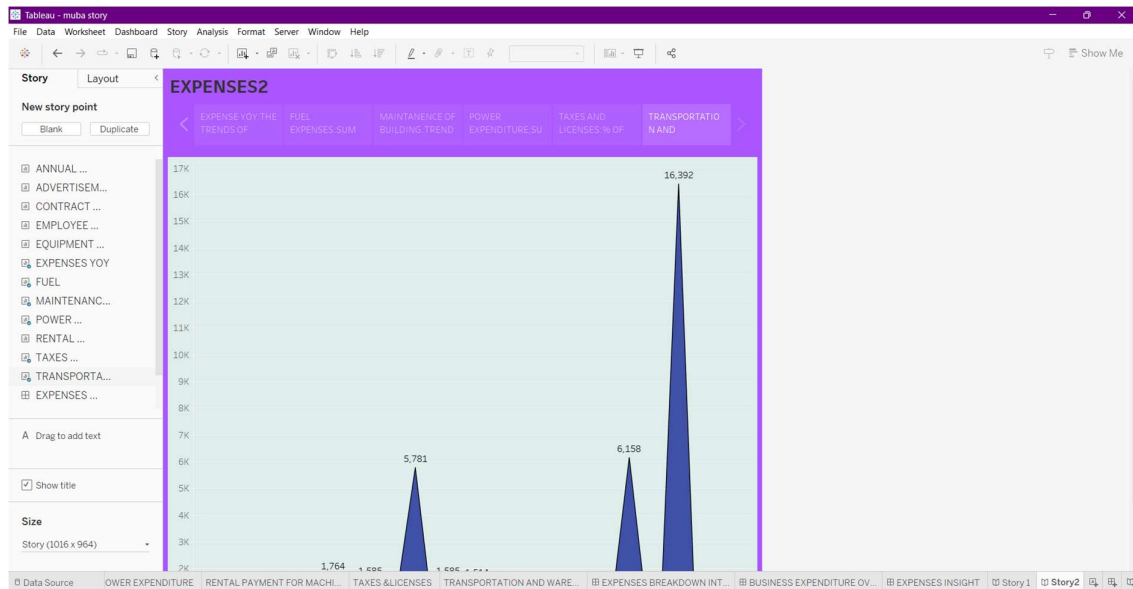 Tableau - muba story
File Data Worksheet Dashboard Story Analysis Format Server Window Help
Show Me
Story Layout
New story point
Blank Duplicate
ANNUAL ...
ADVERTISEM...
CONTRACT ...
EMPLOYEE ...
EQUIPMENT ...
EXPENSES YOY
FUEL
MAINTENANC...
POWER ...
RENTAL ...
TAXES ...
TRANSPORTA...
EXPENSES ...
A Drag to add text
Show title
Size
Story (1016 x 964)
EXPENSES2
EXPENSE YOY:THE
TRENDS OF
FUEL
EXPENSES:SUM
MAINTANENCE OF
BUILDING:TREND
POWER
EXPENDITURE:SU
TAXES AND
LICENSES:% OF
TRANSPORTATIO
N AND
17K
16K
15K
14K
13K
12K
11K
10K
9K
8K
7K
6K
5K
4K
3K
2K
16,392
6,158
5,781
1,764
1,585
1,585
Data Source
OWER EXPENDITURE
RENTAL PAYMENT FOR MACHI...
TAXES &LICENSES
TRANSPORTATION AND WARE...
EXPENSES BREAKDOWN INT...
BUSINESS EXPENDITURE OV...
EXPENSES INSIGHT
Story 1
Story2